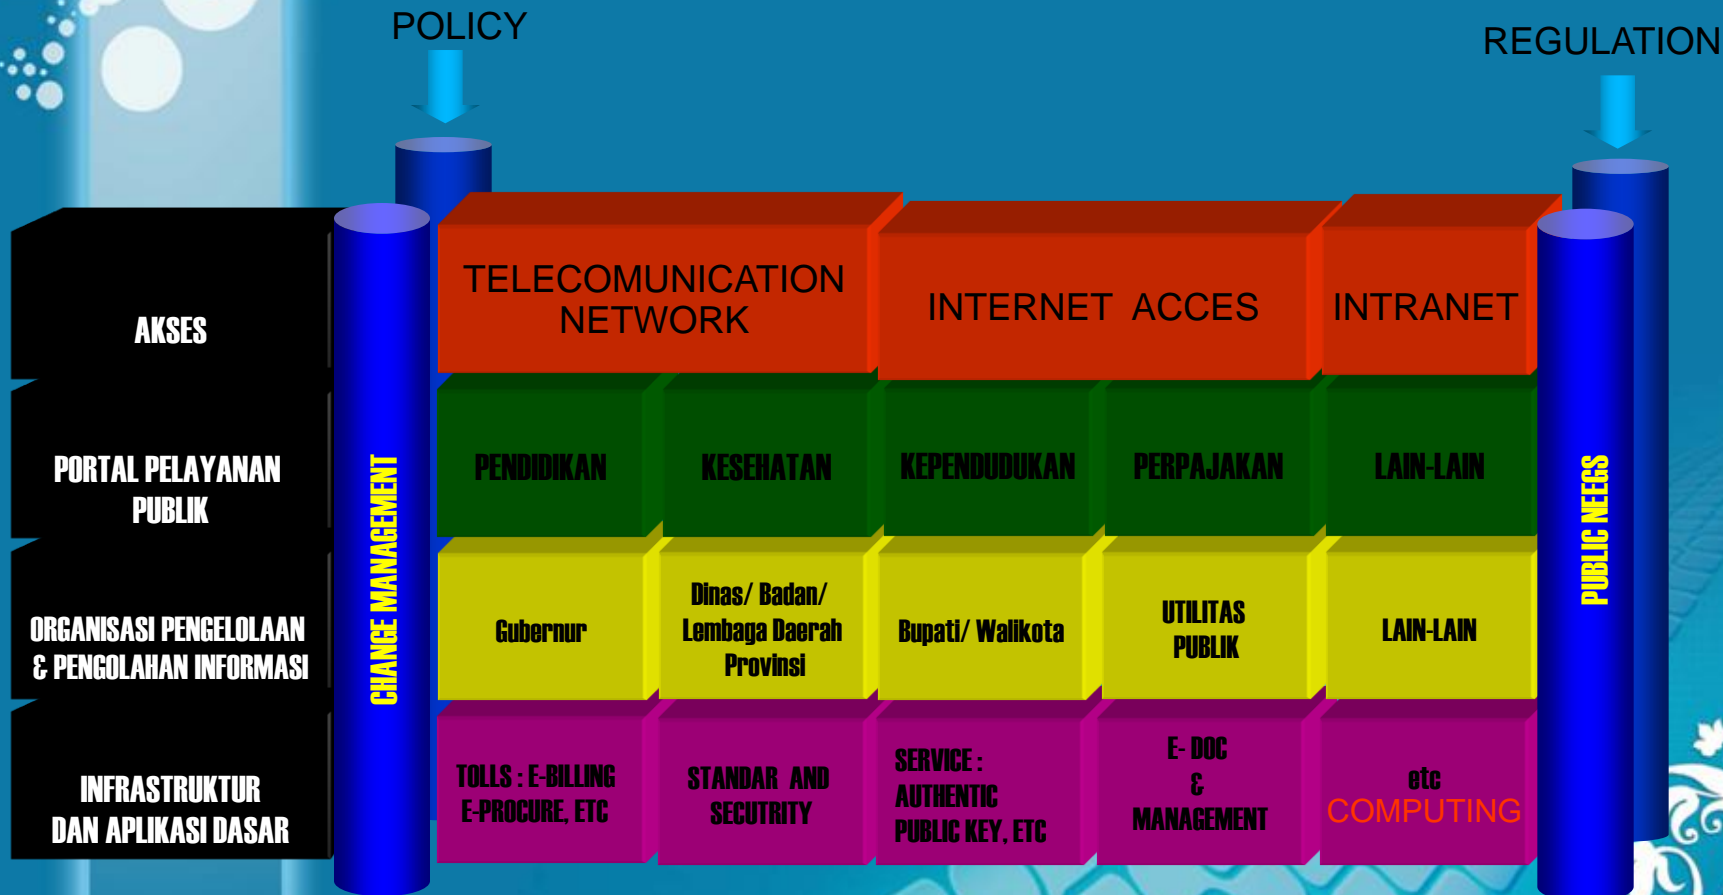 POLICY
REGULATION
AKSES
TELECOMUNICATION
NETWORK
INTERNET ACCES
INTRANET
PORTAL PELAYANAN
PUBLIK
PENDIDIKAN
KESEHATAN
KEPENDUDUKAN
PERPAJAKAN
LAIN-LAIN
CHANGE MANAGEMENT
PUBLIC NEEGS
ORGANISASI PENGELOLAAN
& PENGOLAHAN INFORMASI
Gubernur
Dinas/ Badan/
Lembaga Daerah
Provinsi
Bupati/ Walikota
UTILITAS
PUBLIK
LAIN-LAIN
INFRASTRUKTUR
DAN APLIKASI DASAR
TOLLS : E-BILLING
E-PROCURE, ETC
STANDAR AND
SECUTRITY
SERVICE :
AUTHENTIC
PUBLIC KEY, ETC
E- DOC
&
MANAGEMENT
etc
COMPUTING